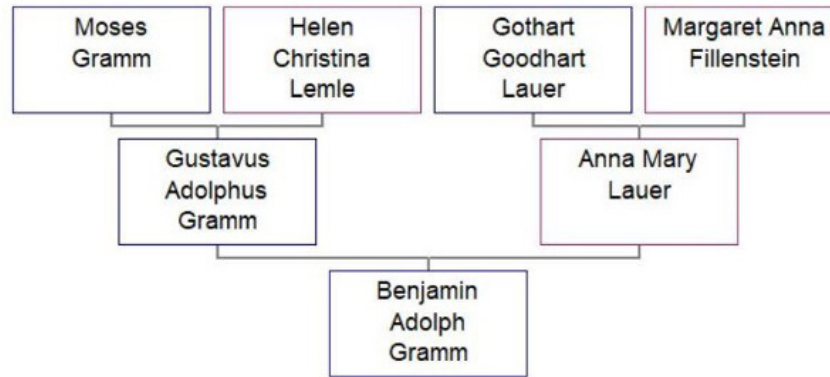 Moses
Gramm
Helen
Christina
Lemle
Gothart
Goodhart
Lauer
Margaret Anna
Fillenstein
Gustavus
Adolphus
Gramm
Anna Mary
Lauer
Benjamin
Adolph
Gramm